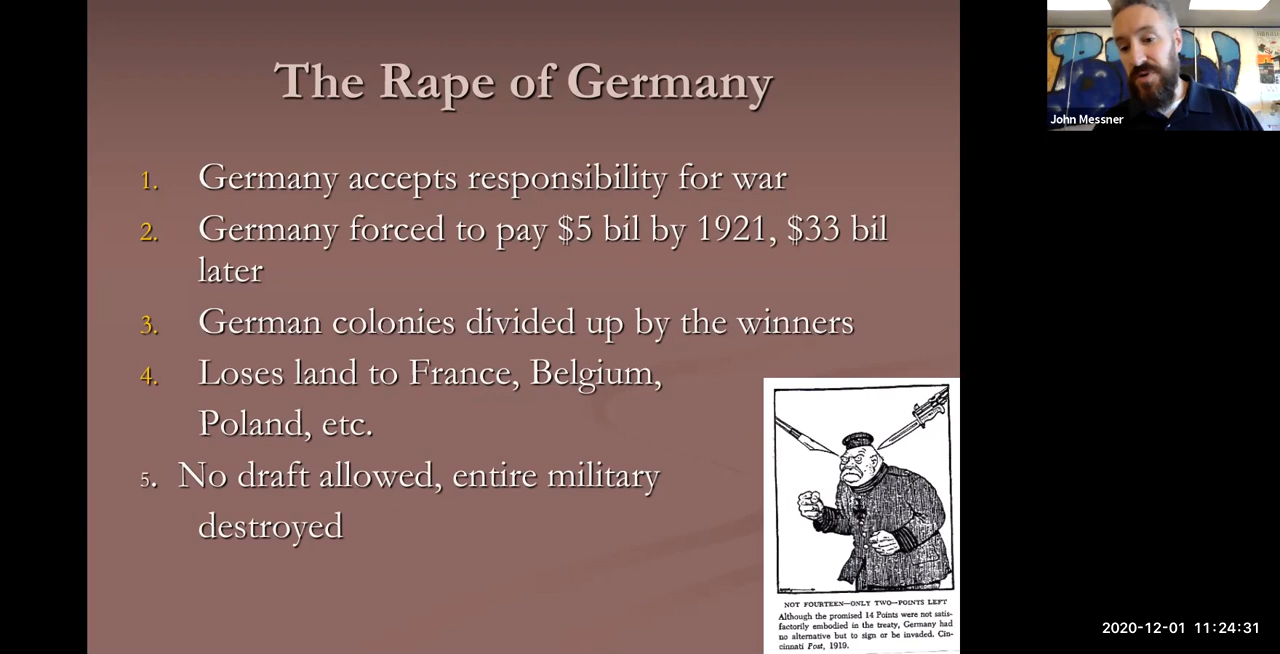 The Rape of Germany
1. Germany accepts responsibility for war
2. Germany forced to pay $5 bil by 1921, $33 bil
later
3. German colonies divided up by the winners
4. Loses land to France, Belgium,
Poland, etc.
5. No draft allowed, entire military
destroyed
NOT FOURTEEN—ONLY TWO—POINTS LEFT
Although the promised 14 Points were not satis-
factorily embodied in the treaty, Germany had
no alternative but to sign or be invaded. Cin-
cinnati Post, 1919.
John Messner
2020-12-01 11:24:31